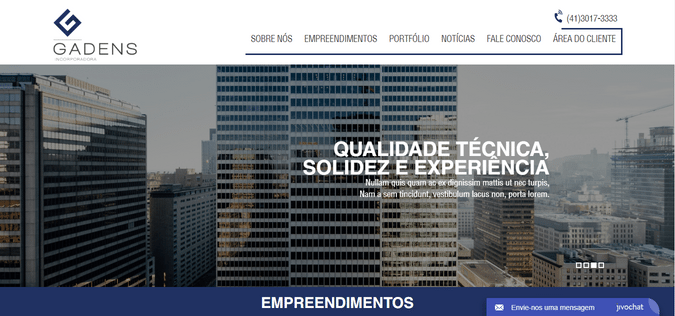 (41)3017-3333
GADENS
INCORPORADORA
SOBRE NÓS EMPREENDIMENTOS PORTFÓLIO NOTÍCIAS FALE CONOSCO ÁREA DO CLIENTE
QUALIDADE TÉCNICA,
SOLIDEZ E EXPERIÊNCIA
Nullam quis quam ac ex dignissim mattis ut nec turpis,
Nam a sem tincidunt, vestibulum lacus non, porta lorem.
EMPREENDIMENTOS
Envie-nos uma mensagem jivochat